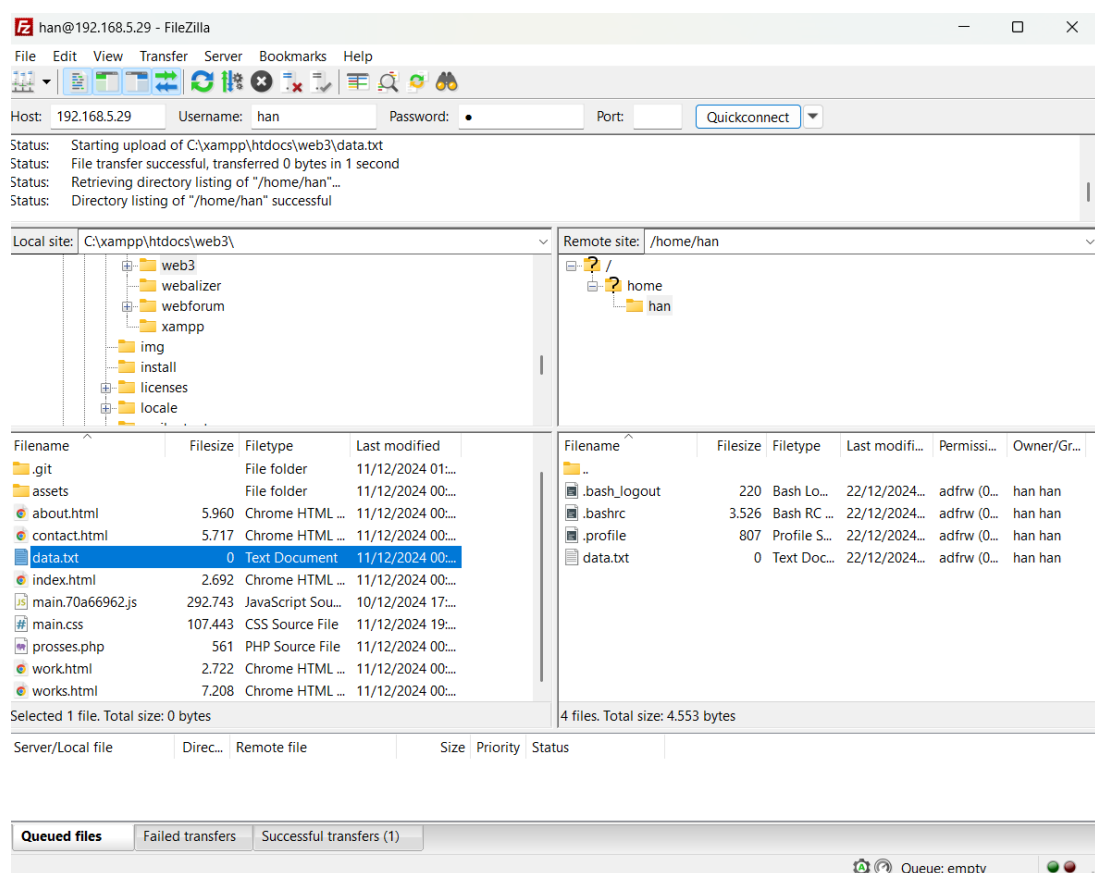 han@192.168.5.29 - FileZilla
File Edit View Transfer Server Bookmarks Help
Host: 192.168.5.29 Username: han Password: ● Port: Quickconnect
Status: Starting upload of C:\xampp\htdocs\web3\data.txt
Status: File transfer successful, transferred 0 bytes in 1 second
Status: Retrieving directory listing of "/home/han"...
Status: Directory listing of "/home/han" successful
Local site: C:\xampp\htdocs\web3\
web3
webalizer
webforum
xampp
img
install
licenses
locale
Remote site: /home/han
/
home
han
Filename Filesize Filetype Last modified
.git File folder 11/12/2024 01:...
assets File folder 11/12/2024 00:...
about.html 5.960 Chrome HTML ... 11/12/2024 00:...
contact.html 5.717 Chrome HTML ... 11/12/2024 00:...
data.txt 0 Text Document 11/12/2024 00:...
index.html 2.692 Chrome HTML ... 11/12/2024 00:...
main.70a66962.js 292.743 JavaScript Sou... 10/12/2024 17:...
main.css 107.443 CSS Source File 11/12/2024 19:...
prosses.php 561 PHP Source File 11/12/2024 00:...
work.html 2.722 Chrome HTML ... 11/12/2024 00:...
works.html 7.208 Chrome HTML ... 11/12/2024 00:...
Selected 1 file. Total size: 0 bytes
Filename Filesize Filetype Last modifi... Permissi... Owner/Gr...
..
.bash_logout 220 Bash Lo... 22/12/2024... adfrw (0... han han
.bashrc 3.526 Bash RC ... 22/12/2024... adfrw (0... han han
.profile 807 Profile S... 22/12/2024... adfrw (0... han han
data.txt 0 Text Doc... 22/12/2024... adfrw (0... han han
4 files. Total size: 4.553 bytes
Server/Local file Direc... Remote file Size Priority Status
Queued files Failed transfers Successful transfers (1)
Queue: empty